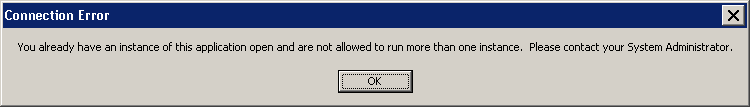 Connection Error
You already have an instance of this application open and are not allowed to run more than one instance.  Please contact your System Administrator.
OK